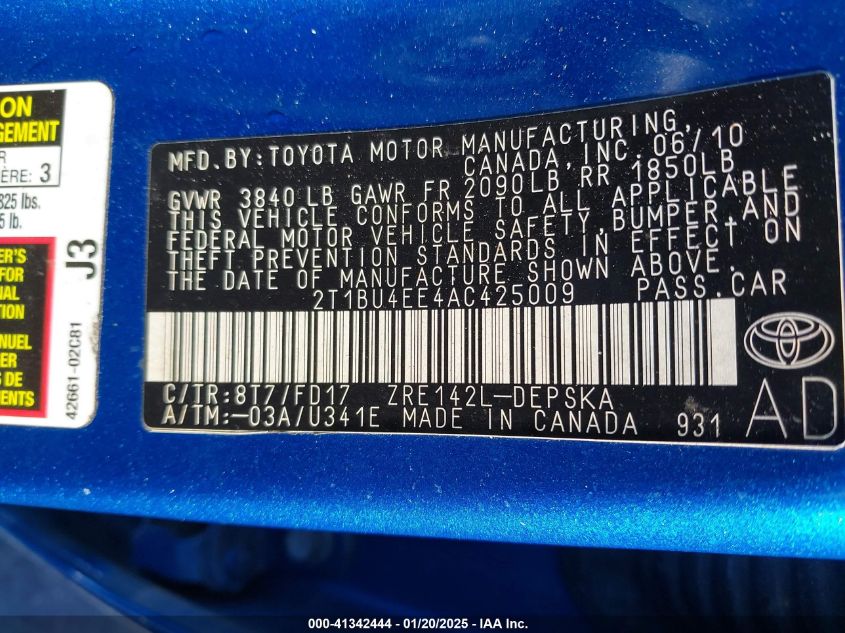 ON
GEMENT
R
ÈRE: 3
825 lbs.
5 lb.
ER'S
FOR
NAL
TION
NUEL
ER
S DE
MENTS
J3
42661-02C81
MFD. BY: TOYOTA MOTOR MANUFACTURING,
CANADA, INC. 06/10
GVWR 3840 LB GAWR FR 2090LB, RR 1850LB
THIS VEHICLE CONFORMS TO ALL APPLICABLE
FEDERAL MOTOR VEHICLE SAFETY, BUMPER, AND
THEFT PREVENTION STANDARDS IN EFFECT ON
THE DATE OF MANUFACTURE SHOWN ABOVE.
2T1BU4EE4AC425009 PASS.CAR
C/TR: 8T7/FD17 ZRE142L-DEPSKA
A/TM: -03A/U341E MADE IN CANADA 931
AD
000-41342444 - 01/20/2025 - IAA Inc.